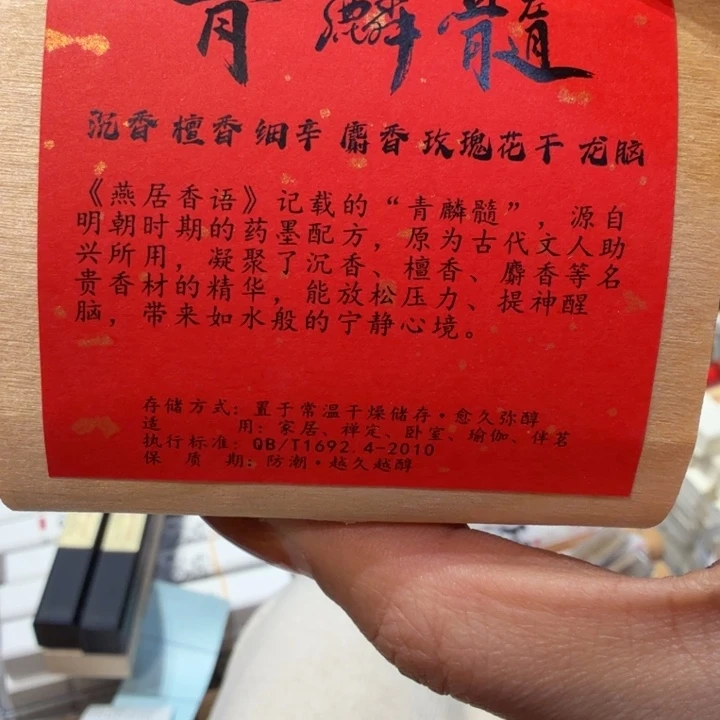 青麟髓
沉香 檀香 细辛 麝香 玫瑰花干 龙脑
《燕居香语》记载的“青麟髓”，源自
明朝时期的药墨配方，原为古代文人助
兴所用，凝聚了沉香、檀香、麝香等名
贵香材的精华，能放松压力、提神醒
脑，带来如水般的宁静心境。
存储方式：置于常温干燥储存。愈久弥醇
适 用：家居、禅定、卧室、瑜伽、伴茗
执行标准：QB/T1692.4-2010
保 质 期：防潮。越久越醇